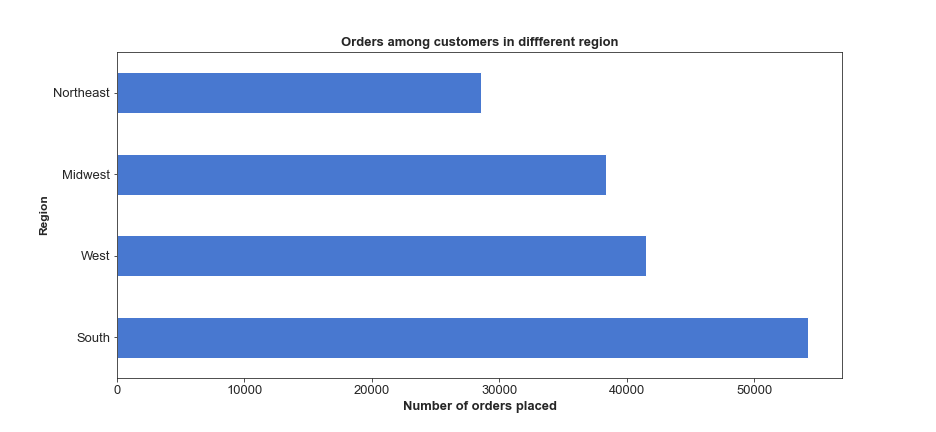 Orders among customers in diffferent region
Northeast
Midwest
West
South
Region
0 10000 20000 30000 40000 50000
Number of orders placed